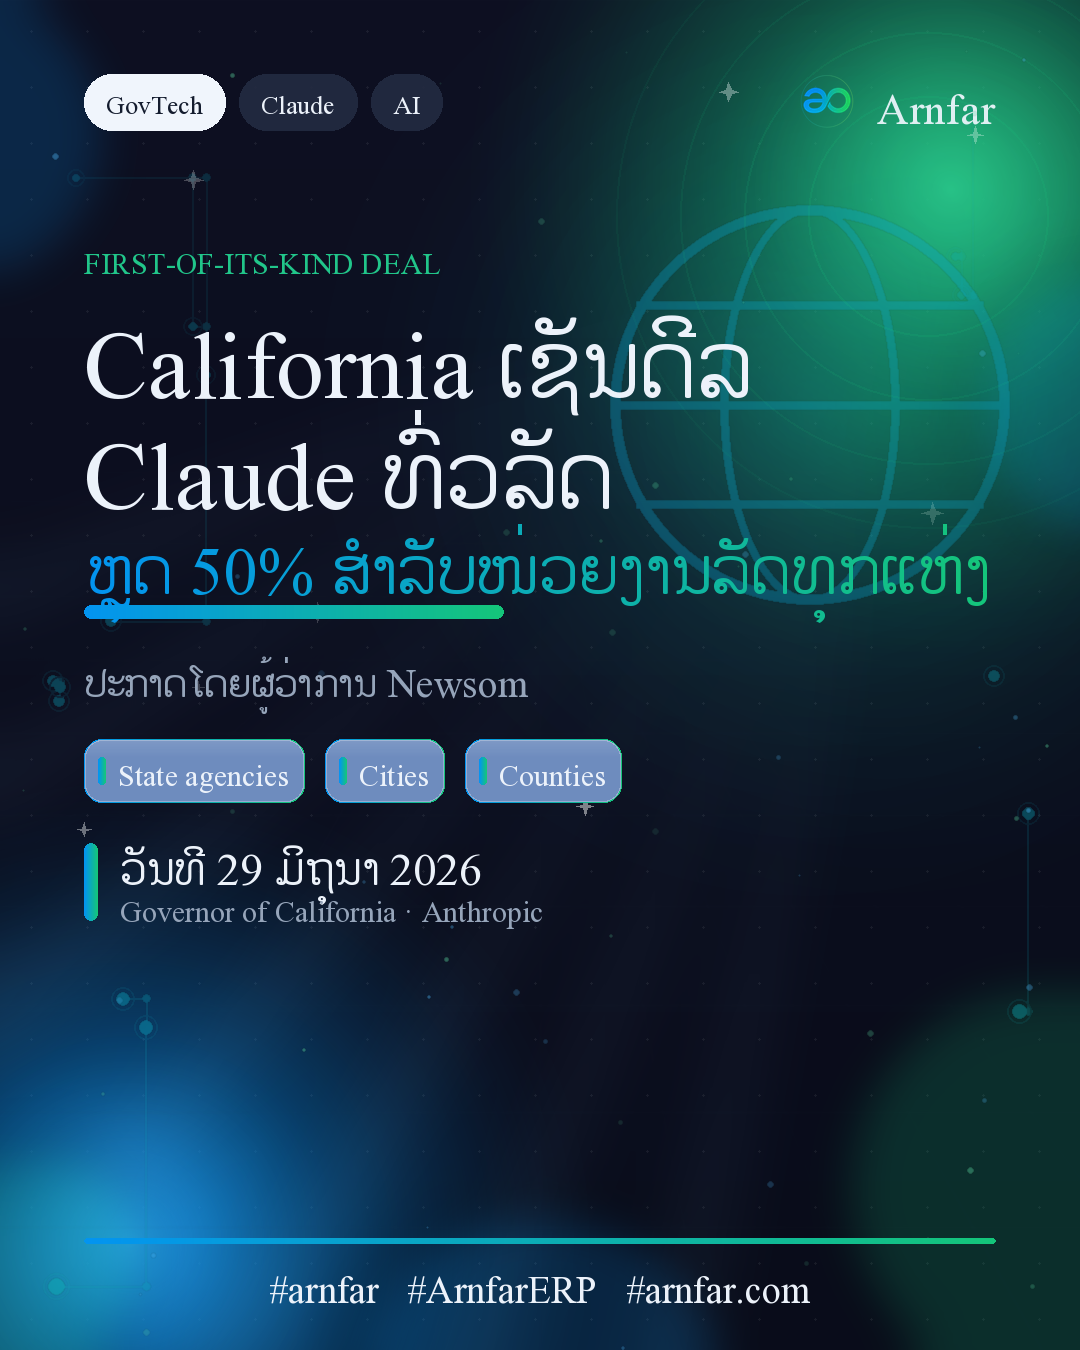 GovTech Claude AI
Arnfar
FIRST-OF-ITS-KIND DEAL
California ເຊັນດີລ
Claude ທົ່ວລັດ
ຫຼຸດ 50% ສຳລັບໜ່ວຍງານລັດທຸກແຫ່ງ
ປະກາດໂດຍຜູ້ວ່າການ Newsom
State agencies Cities Counties
ວັນທີ 29 ມິຖຸນາ 2026
Governor of California · Anthropic
#arnfar #ArnfarERP #arnfar.com